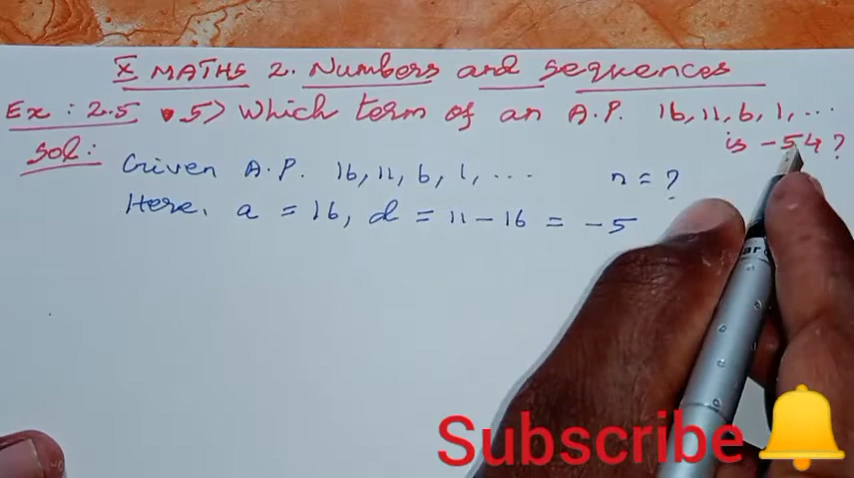 X MATHS 2. Numbers and sequences
Ex: 2.5 5> Which term of an A.P. 16, 11, 6, 1, ...
is -54?
Sol: Given A.P. 16, 11, 6, 1, ... n = ?
Here, a = 16, d = 11 - 16 = -5
ar
Subscribe